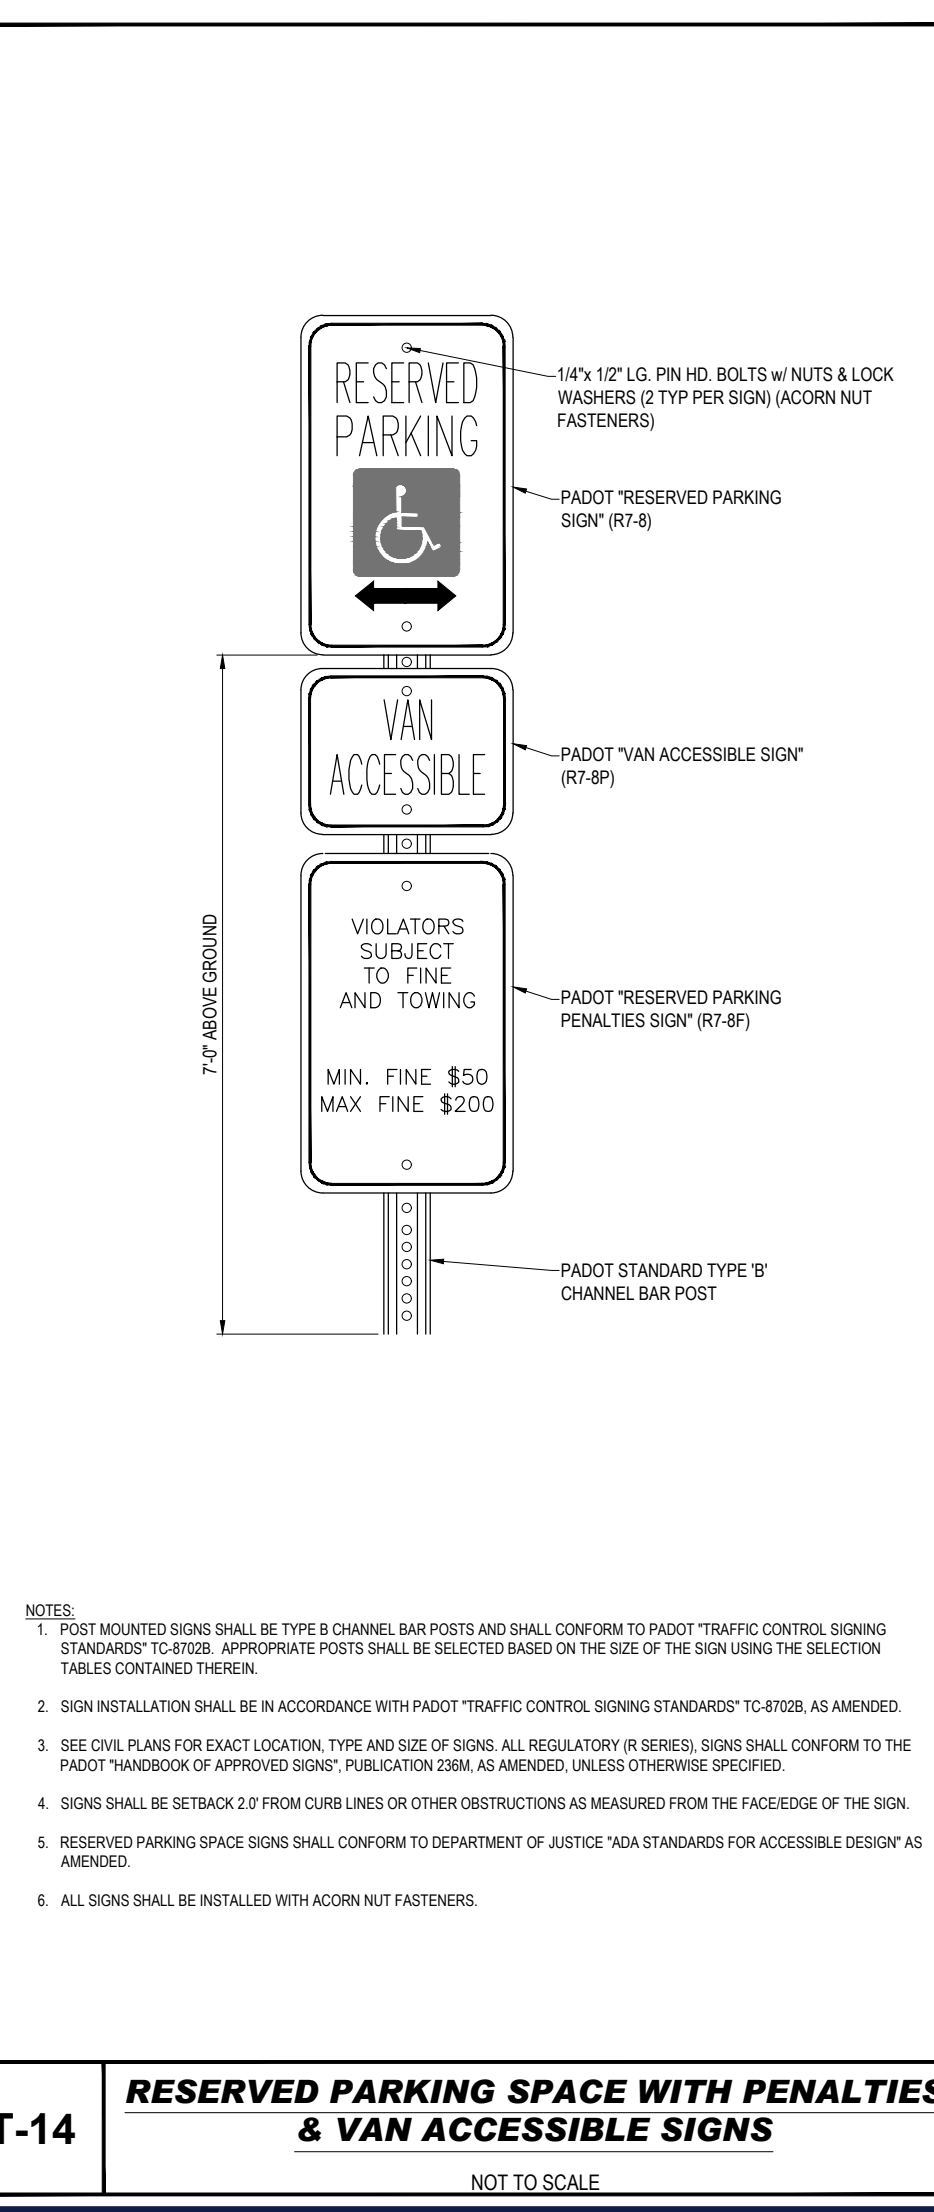 RESERVED
PARKING
1/4"x 1/2" LG. PIN HD. BOLTS w/ NUTS & LOCK
WASHERS (2 TYP PER SIGN) (ACORN NUT
FASTENERS)
PADOT "RESERVED PARKING
SIGN" (R7-8)
VAN
ACCESSIBLE
PADOT "VAN ACCESSIBLE SIGN"
(R7-8P)
7'-0" ABOVE GROUND
VIOLATORS
SUBJECT
TO FINE
AND TOWING
MIN. FINE $50
MAX FINE $200
PADOT "RESERVED PARKING
PENALTIES SIGN" (R7-8F)
PADOT STANDARD TYPE 'B'
CHANNEL BAR POST
NOTES:
1. POST MOUNTED SIGNS SHALL BE TYPE B CHANNEL BAR POSTS AND SHALL CONFORM TO PADOT "TRAFFIC CONTROL SIGNING
STANDARDS" TC-8702B. APPROPRIATE POSTS SHALL BE SELECTED BASED ON THE SIZE OF THE SIGN USING THE SELECTION
TABLES CONTAINED THEREIN.
2. SIGN INSTALLATION SHALL BE IN ACCORDANCE WITH PADOT "TRAFFIC CONTROL SIGNING STANDARDS" TC-8702B, AS AMENDED.
3. SEE CIVIL PLANS FOR EXACT LOCATION, TYPE AND SIZE OF SIGNS. ALL REGULATORY (R SERIES), SIGNS SHALL CONFORM TO THE
PADOT "HANDBOOK OF APPROVED SIGNS", PUBLICATION 236M, AS AMENDED, UNLESS OTHERWISE SPECIFIED.
4. SIGNS SHALL BE SETBACK 2.0' FROM CURB LINES OR OTHER OBSTRUCTIONS AS MEASURED FROM THE FACE/EDGE OF THE SIGN.
5. RESERVED PARKING SPACE SIGNS SHALL CONFORM TO DEPARTMENT OF JUSTICE "ADA STANDARDS FOR ACCESSIBLE DESIGN" AS
AMENDED.
6. ALL SIGNS SHALL BE INSTALLED WITH ACORN NUT FASTENERS.
T-14
RESERVED PARKING SPACE WITH PENALTIES
& VAN ACCESSIBLE SIGNS
NOT TO SCALE